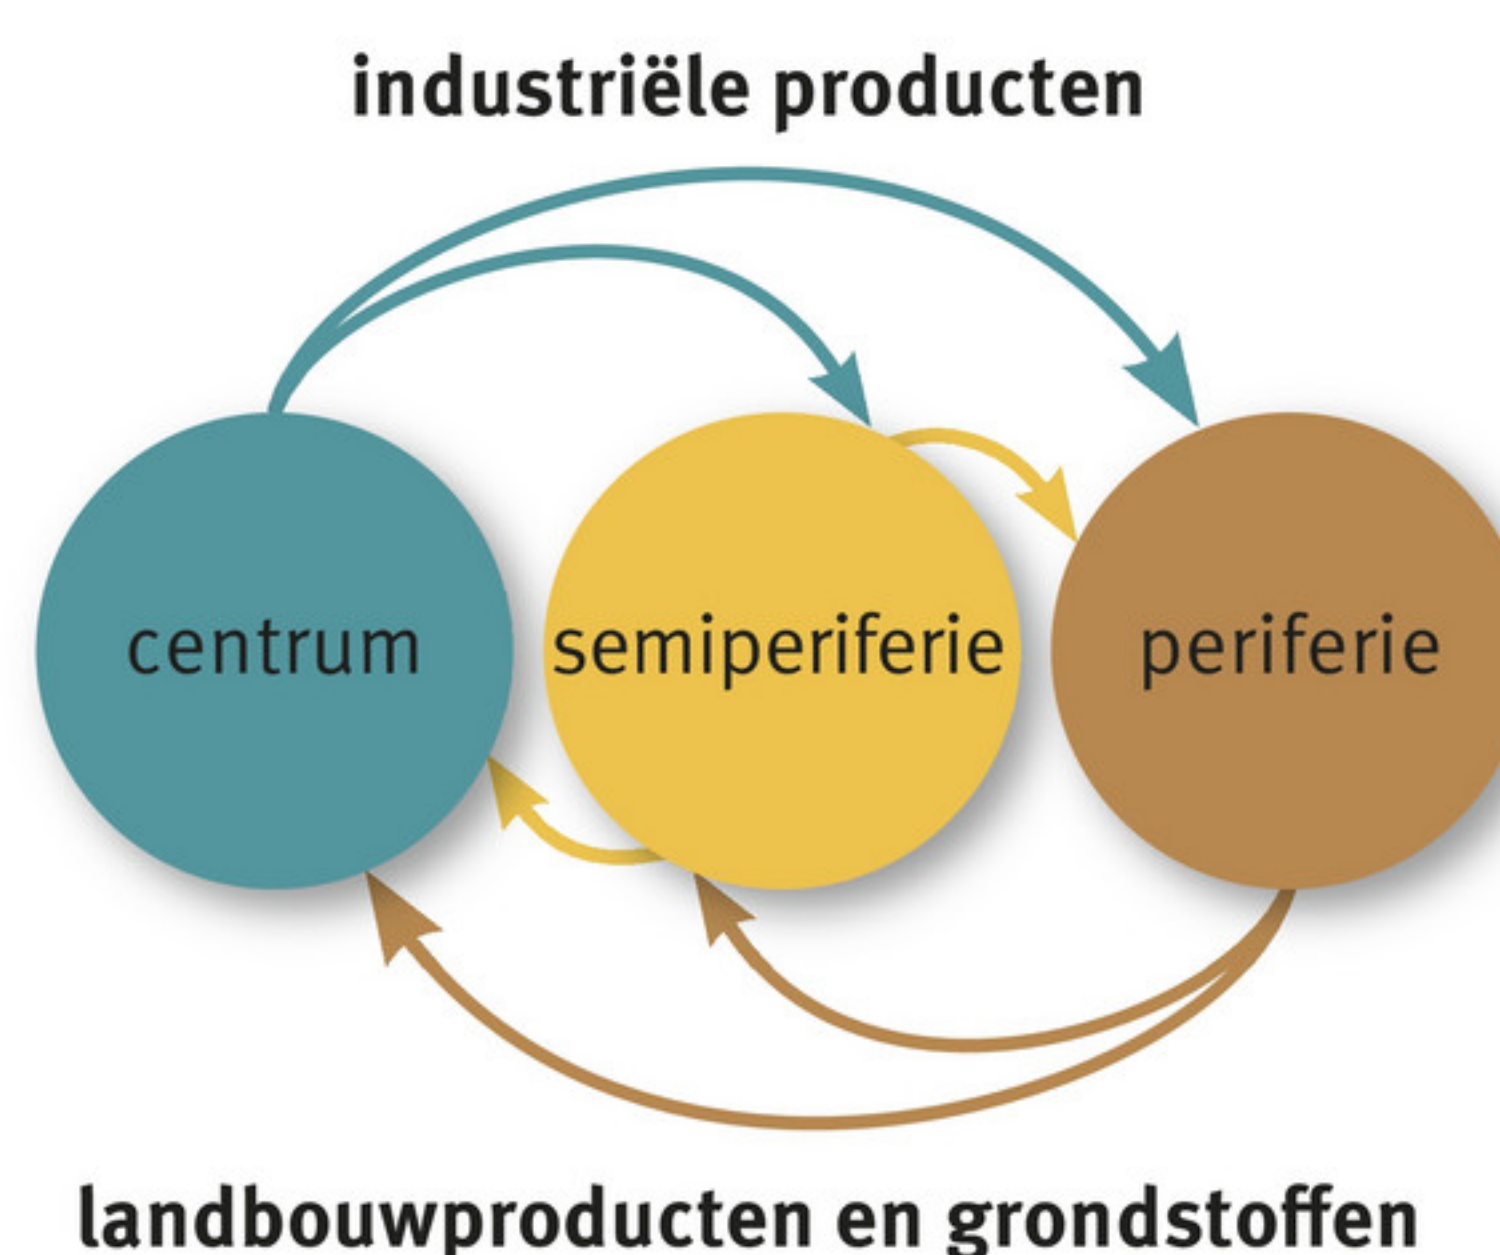 industriële producten
centrum
semiperiferie
periferie
landbouwproducten en grondstoffen